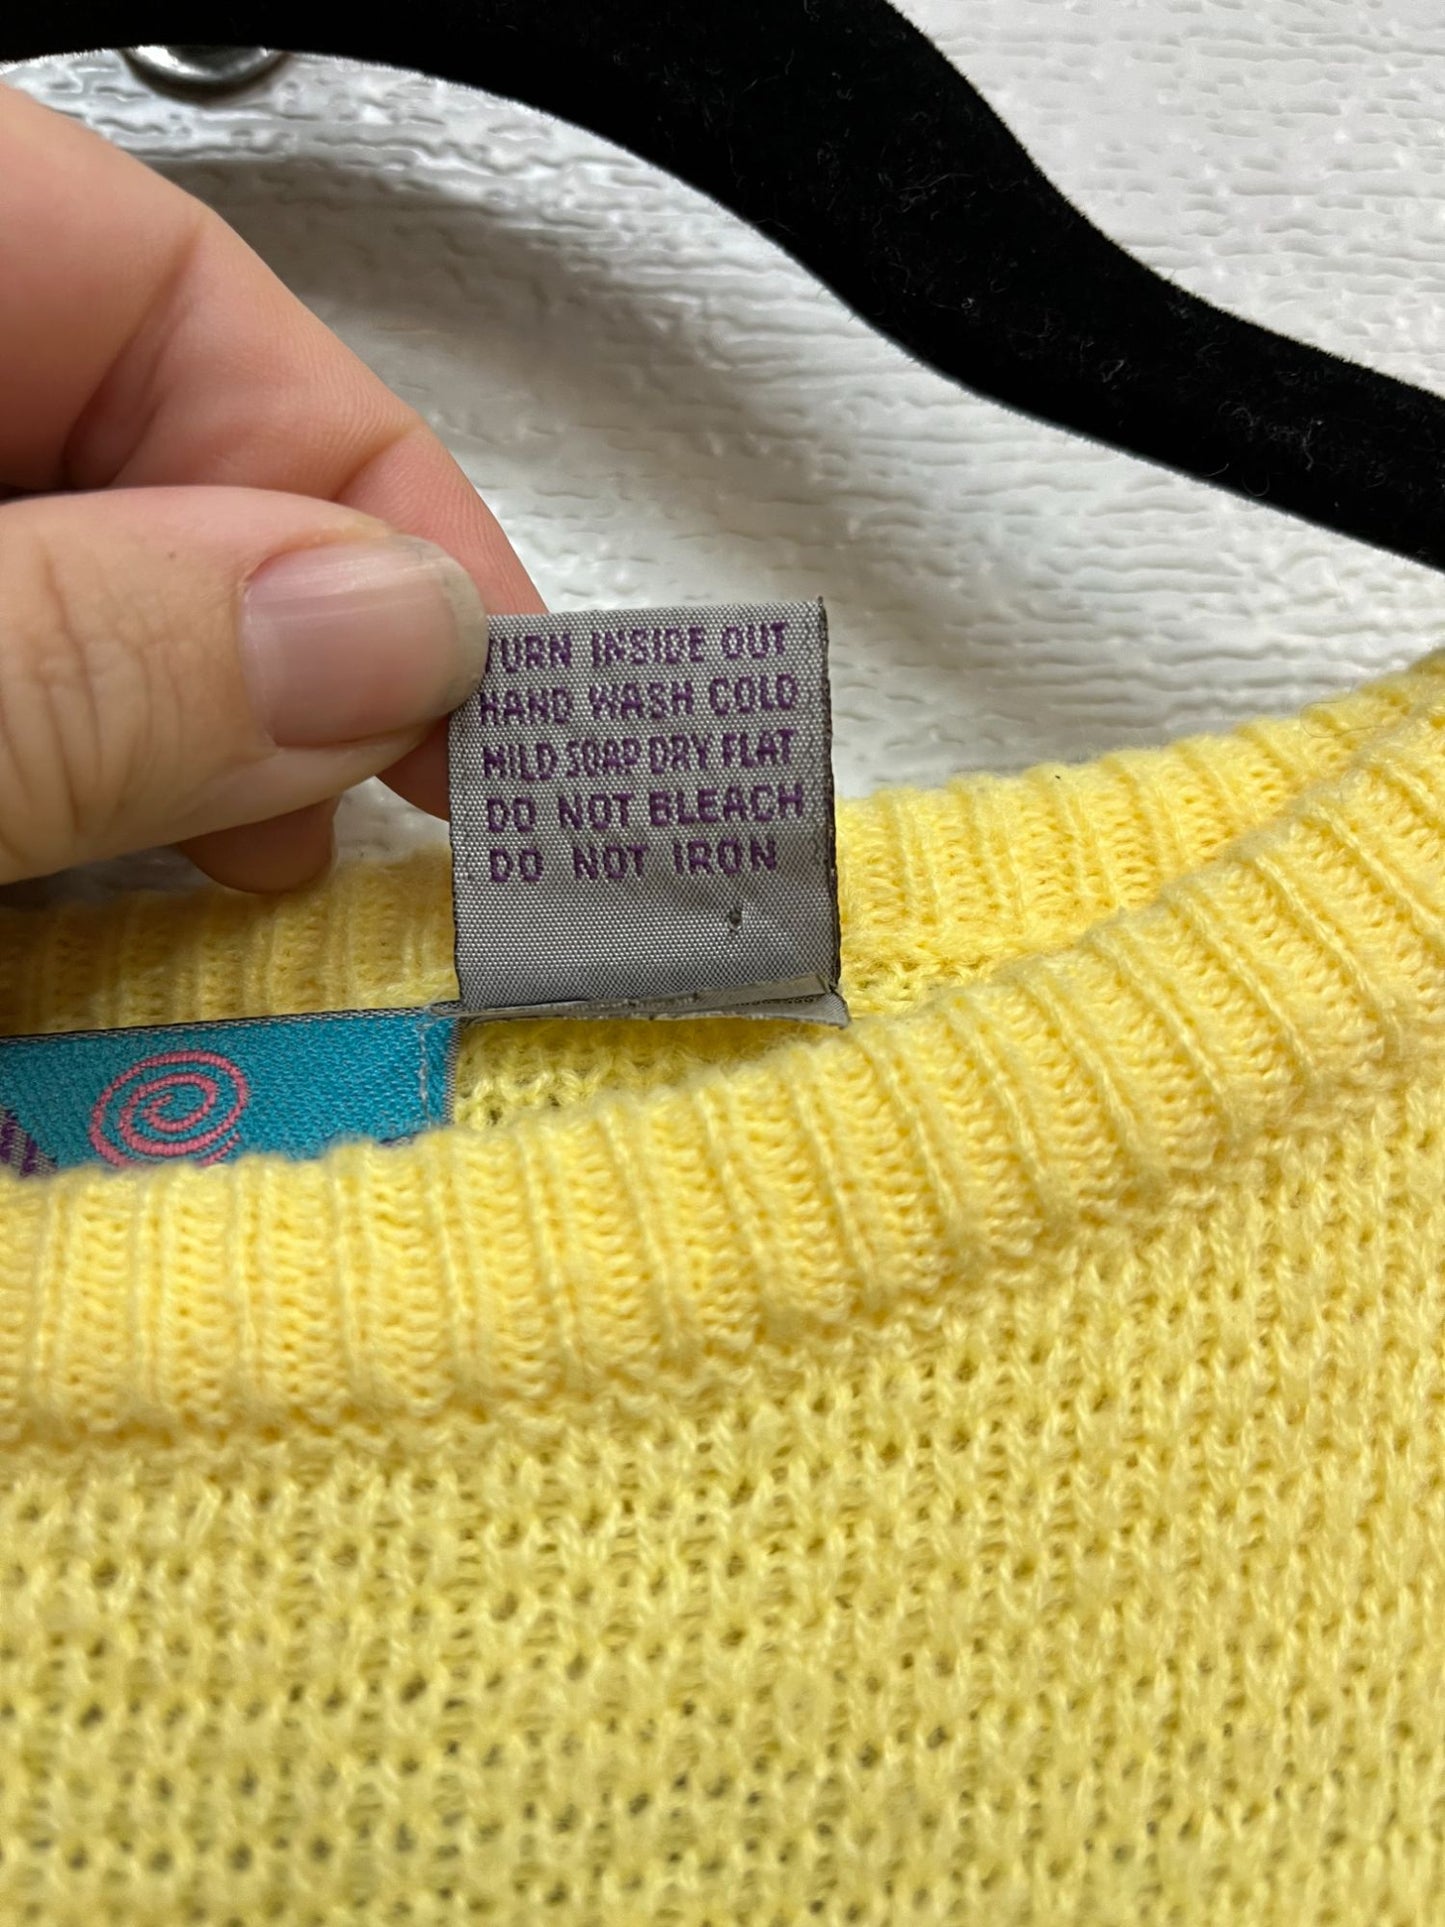 TURN INSIDE OUT
HAND WASH COLD
MILD SOAP DRY FLAT
DO NOT BLEACH
DO NOT IRON